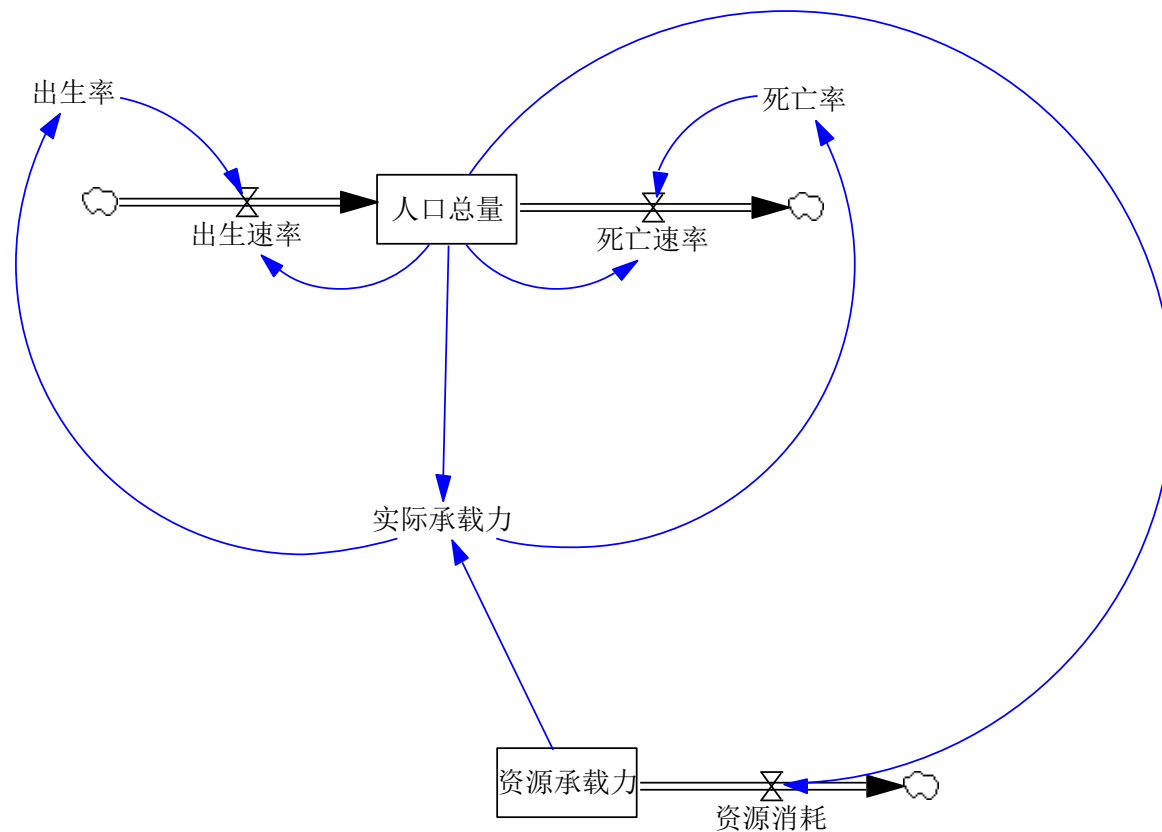 出生率
死亡率
人口总量
出生速率
死亡速率
实际承载力
资源承载力
资源消耗